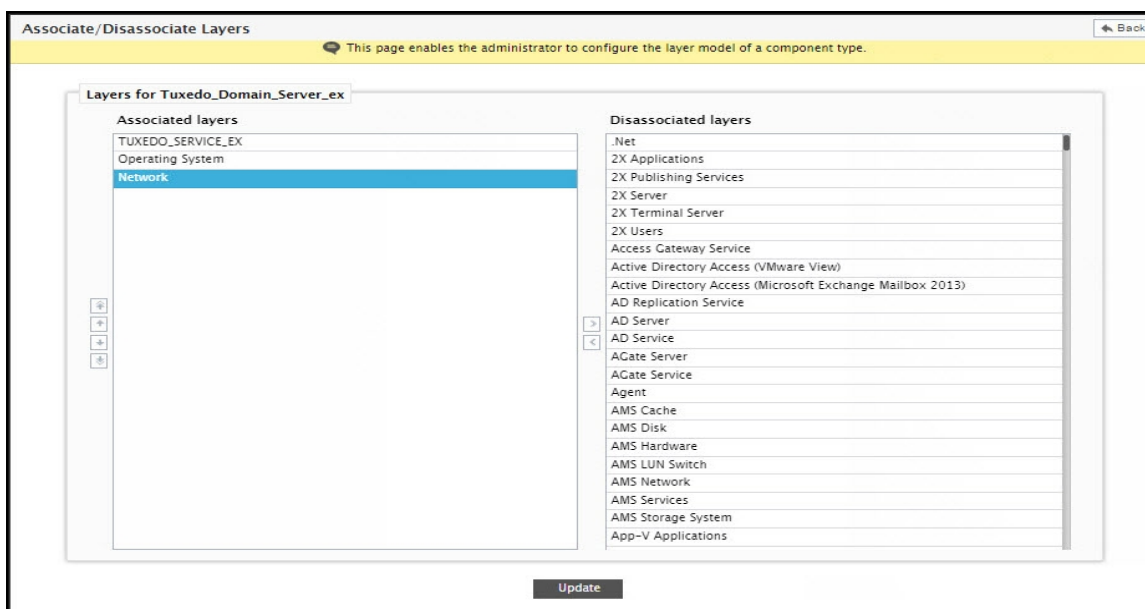 Associate/Disassociate Layers
Back
This page enables the administrator to configure the layer model of a component type.
Layers for Tuxedo_Domain_Server_ex
Associated layers
TUXEDO_SERVICE_EX
Operating System
Network
Disassociated layers
.Net
2X Applications
2X Publishing Services
2X Server
2X Terminal Server
2X Users
Access Gateway Service
Active Directory Access (VMware View)
Active Directory Access (Microsoft Exchange Mailbox 2013)
AD Replication Service
AD Server
AD Service
AGate Server
AGate Service
Agent
AMS Cache
AMS Disk
AMS Hardware
AMS LUN Switch
AMS Network
AMS Services
AMS Storage System
App-V Applications
Update